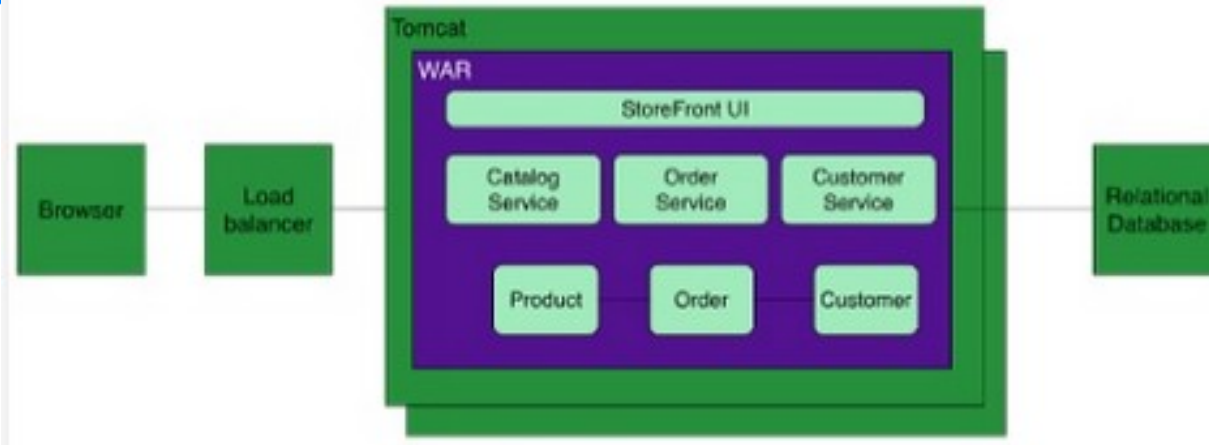 Tomcat
WAR
StoreFront UI
Catalog
Service
Order
Service
Customer
Service
Browser
Load
balancer
Relational
Database
Product
Order
Customer